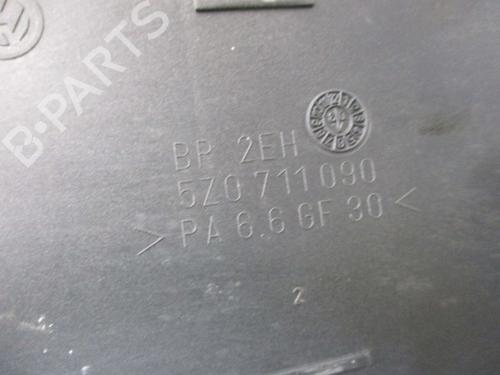 B-PARTS
BP 2EH
5Z0 711 090
>PA 6.6 GF 30<
2